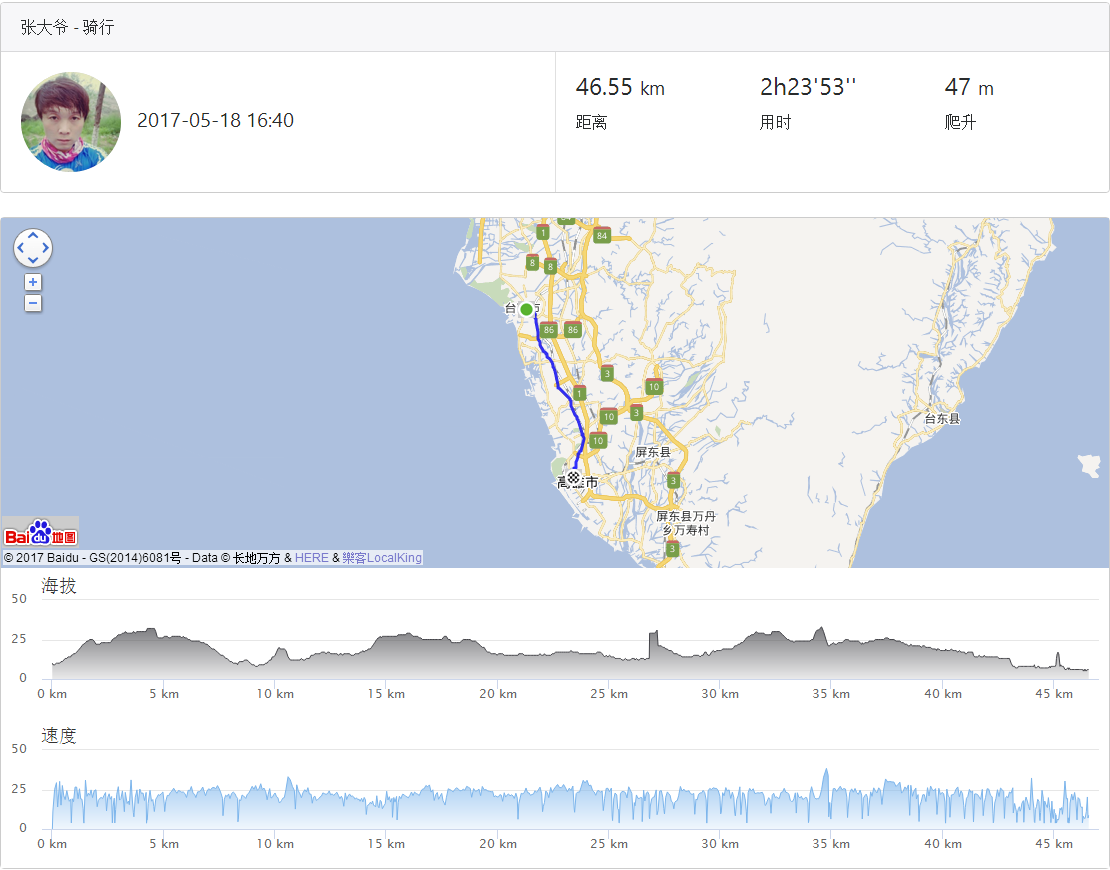 张大爷 - 骑行
2017-05-18 16:40
46.55 km
2h23'53''
47 m
距离
用时
爬升
1
84
8
8
台
市
86
86
3
10
1
10
3
10
台东县
屏东县
高雄市
3
屏东县万丹
乡万寿村
3
Bai du 地图
© 2017 Baidu - GS(2014)6081号 - Data © 长地万方 & HERE & 樂客LocalKing
海拔
50
25
0
0 km
5 km
10 km
15 km
20 km
25 km
30 km
35 km
40 km
45 km
速度
50
25
0
0 km
5 km
10 km
15 km
20 km
25 km
30 km
35 km
40 km
45 km